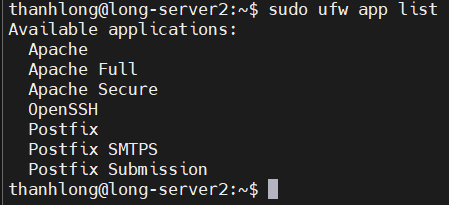 thanhlong@long-server2:~$ sudo ufw app list
Available applications:
  Apache
  Apache Full
  Apache Secure
  OpenSSH
  Postfix
  Postfix SMTPS
  Postfix Submission
thanhlong@long-server2:~$